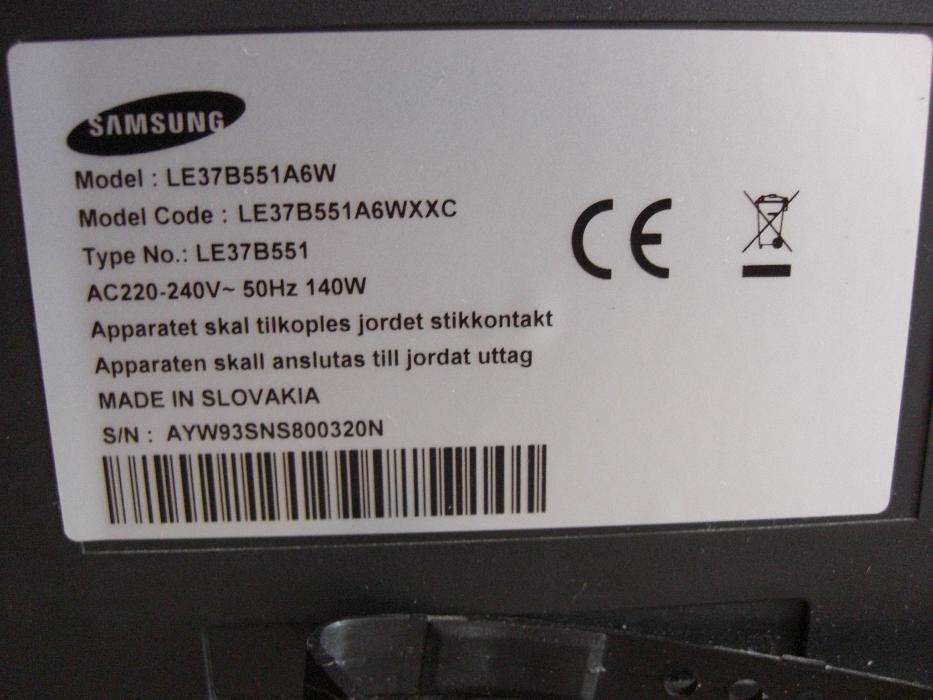 SAMSUNG
Model : LE37B551A6W
Model Code : LE37B551A6WXXC
Type No.: LE37B551
AC220-240V~ 50Hz 140W
Apparatet skal tilkoples jordet stikkontakt
Apparaten skall anslutas till jordat uttag
MADE IN SLOVAKIA
S/N : AYW93SNS800320N
CE